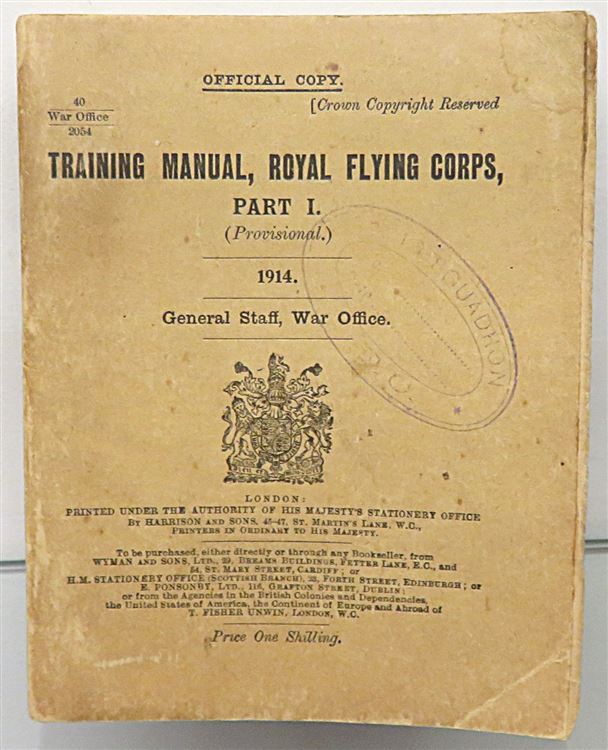 OFFICIAL COPY.
[Crown Copyright Reserved
40
War Office
2054
TRAINING MANUAL, ROYAL FLYING CORPS,
PART I.
(Provisional.)
1914.
General Staff, War Office.
SQUADRON
LONDON:
PRINTED UNDER THE AUTHORITY OF HIS MAJESTY'S STATIONERY OFFICE
BY HARRISON AND SONS, 45-47, ST. MARTIN'S LANE, W.C.,
PRINTERS IN ORDINARY TO HIS MAJESTY.
To be purchased, either directly or through any Bookseller, from
WYMAN AND SONS, LTD., 29, BREAMS BUILDINGS, FETTER LANE, E.C., and
54, ST. MARY STREET, CARDIFF; or
H.M. STATIONERY OFFICE (SCOTTISH BRANCH), 23, FORTH STREET, EDINBURGH; or
E. PONSONBY, LTD., 116, GRAFTON STREET, DUBLIN;
or from the Agencies in the British Colonies and Dependencies,
the United States of America, the Continent of Europe and Abroad of
T. FISHER UNWIN, LONDON, W.C.
Price One Shilling.